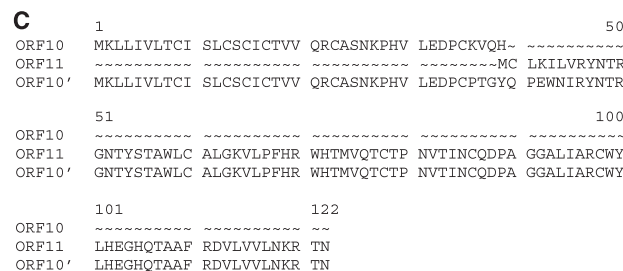 C
1 50
ORF10 MKLLIVLTCI SLCSCICTVV QRCASNKPHV LEDPCKVQH~ ~~~~~~~~~~
ORF11 ~~~~~~~~~~ ~~~~~~~~~~ ~~~~~~~~~~ ~~~~~~~~MC LKILVRYNTR
ORF10′ MKLLIVLTCI SLCSCICTVV QRCASNKPHV LEDPCPTGYQ PEWNIRYNTR
51 100
ORF10 ~~~~~~~~~~ ~~~~~~~~~~ ~~~~~~~~~~ ~~~~~~~~~~ ~~~~~~~~~~
ORF11 GNTYSTAWLC ALGKVLPFHR WHTMVQTCTP NVTINCQDPA GGALIARCWY
ORF10′ GNTYSTAWLC ALGKVLPFHR WHTMVQTCTP NVTINCQDPA GGALIARCWY
101 122
ORF10 ~~~~~~~~~~ ~~~~~~~~~~ ~~
ORF11 LHEGHQTAAF RDVLVVLNKR TN
ORF10′ LHEGHQTAAF RDVLVVLNKR TN